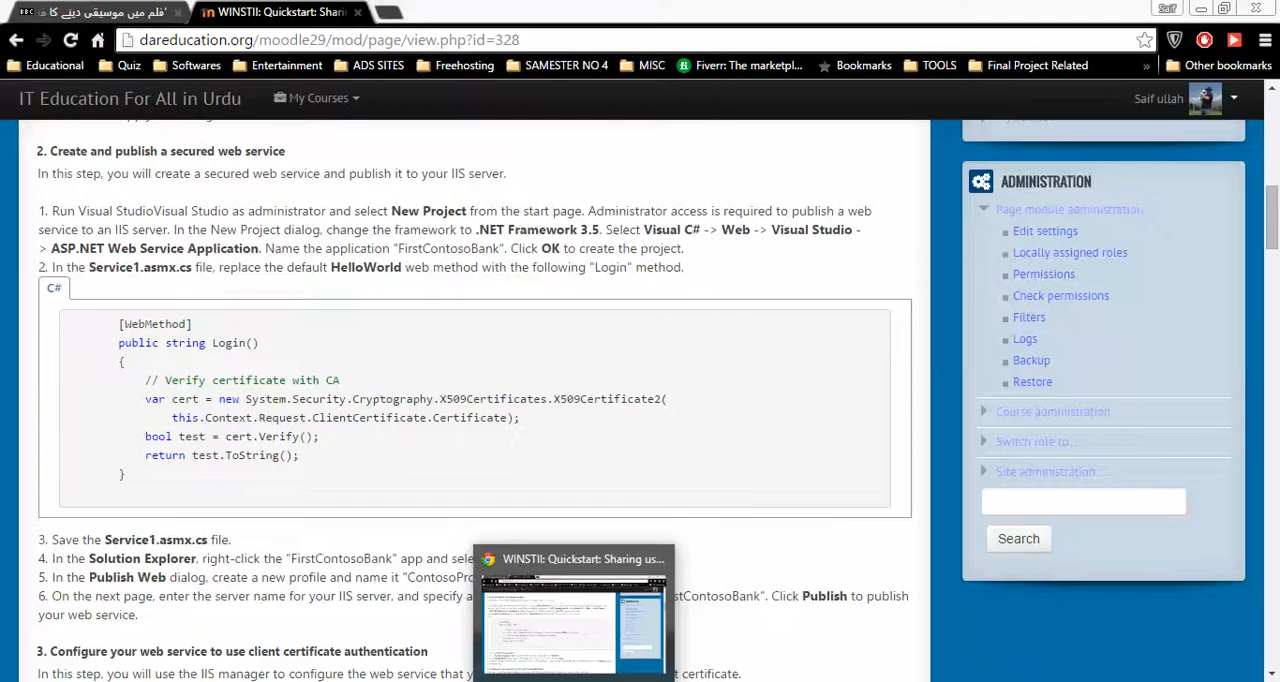 BBC فلم میں موسیقی دینے کا
WINSTII: Quickstart: Shari
Saif
dareducation.org/moodle29/mod/page/view.php?id=328
Educational Quiz Softwares Entertainment ADS SITES Freehosting SAMESTER NO 4 MISC Fiverr: The marketpl... Bookmarks TOOLS Final Project Related » Other bookmarks
IT Education For All in Urdu My Courses Saif ullah
2. Create and publish a secured web service
In this step, you will create a secured web service and publish it to your IIS server.
1. Run Visual StudioVisual Studio as administrator and select New Project from the start page. Administrator access is required to publish a web
service to an IIS server. In the New Project dialog, change the framework to .NET Framework 3.5. Select Visual C# -> Web -> Visual Studio -
> ASP.NET Web Service Application. Name the application "FirstContosoBank". Click OK to create the project.
2. In the Service1.asmx.cs file, replace the default HelloWorld web method with the following "Login" method.
C#
[WebMethod]
public string Login()
{
// Verify certificate with CA
var cert = new System.Security.Cryptography.X509Certificates.X509Certificate2(
this.Context.Request.ClientCertificate.Certificate);
bool test = cert.Verify();
return test.ToString();
}
3. Save the Service1.asmx.cs file.
4. In the Solution Explorer, right-click the "FirstContosoBank" app and sele
5. In the Publish Web dialog, create a new profile and name it "ContosoPro
6. On the next page, enter the server name for your IIS server, and specify a stContosoBank". Click Publish to publish
your web service.
3. Configure your web service to use client certificate authentication
In this step, you will use the IIS manager to configure the web service that y t certificate.
WINSTII: Quickstart: Sharing us...
ADMINISTRATION
Page module administration
Edit settings
Locally assigned roles
Permissions
Check permissions
Filters
Logs
Backup
Restore
Course administration
Switch role to...
Site administration
Search